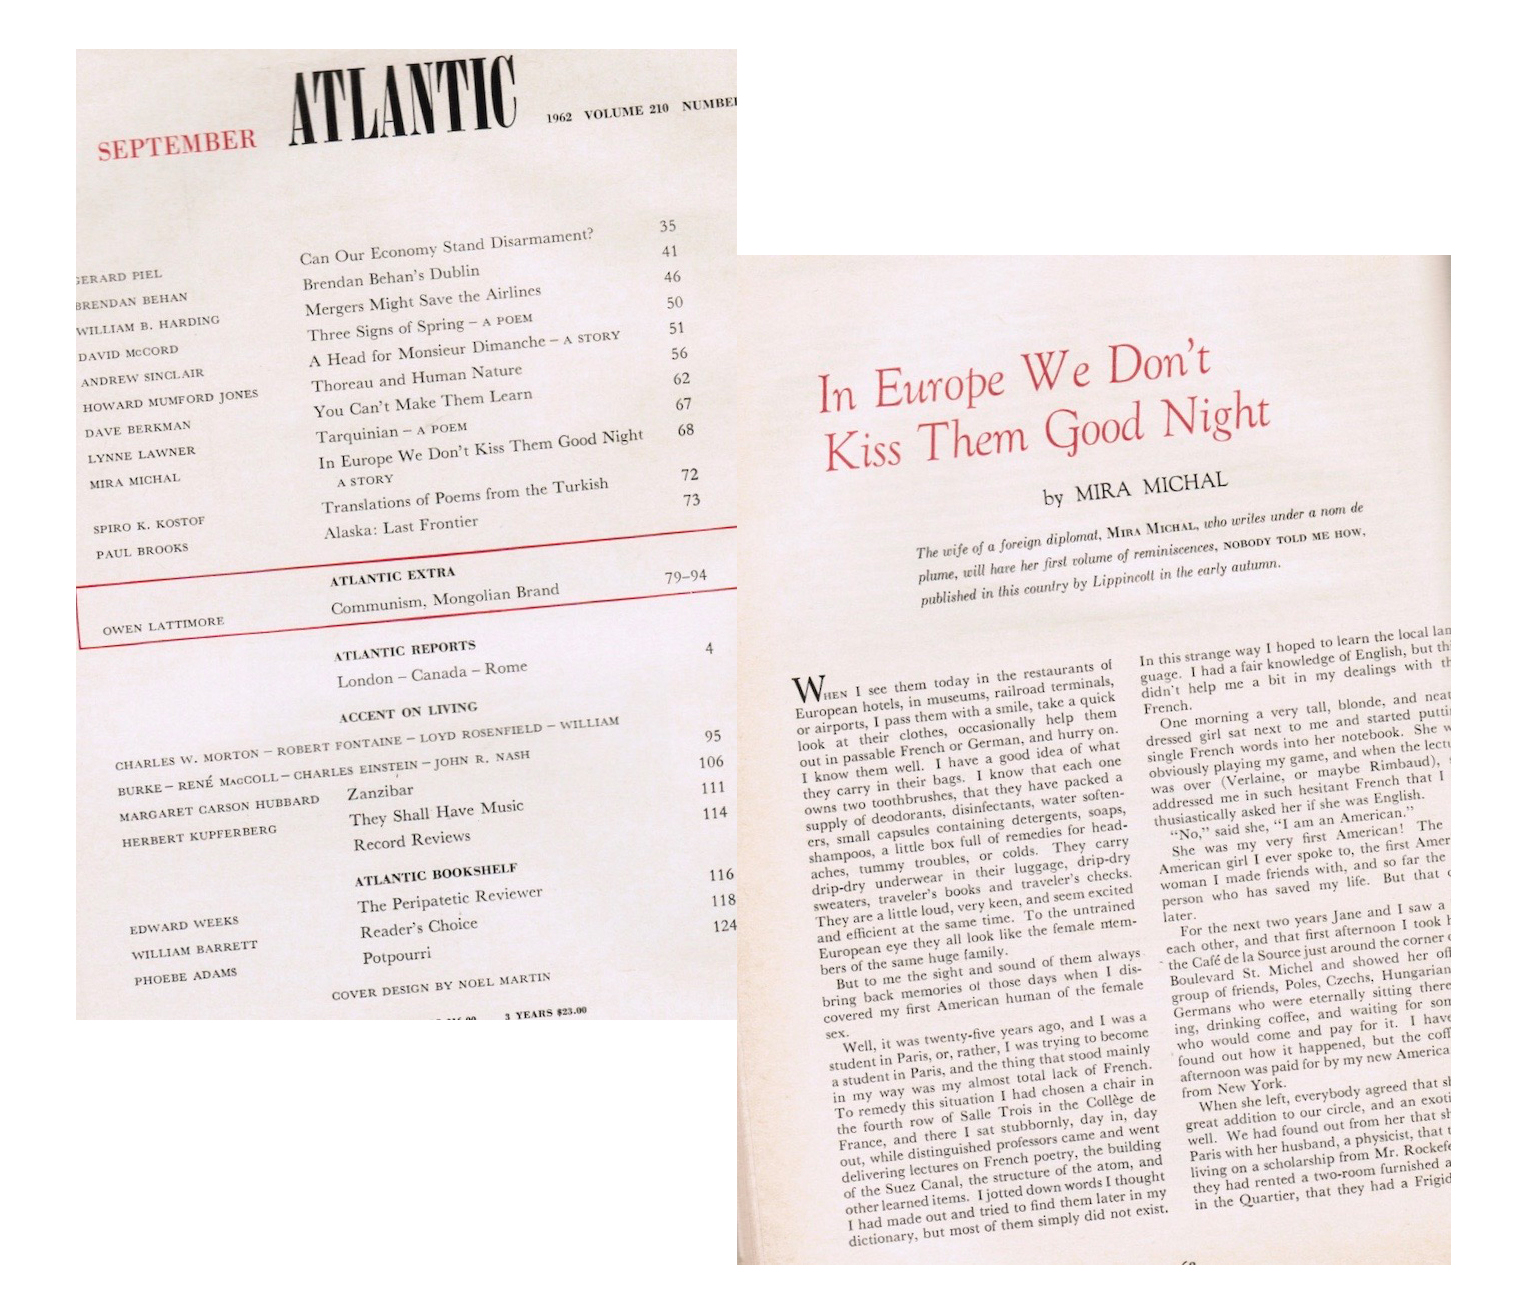 SEPTEMBER ATLANTIC 1962 VOLUME 210 NUMBER
GERARD PIEL Can Our Economy Stand Disarmament? 35
BRENDAN BEHAN Brendan Behan's Dublin 41
WILLIAM B. HARDING Mergers Might Save the Airlines 46
DAVID McCORD Three Signs of Spring – A POEM 50
ANDREW SINCLAIR A Head for Monsieur Dimanche – A STORY 51
HOWARD MUMFORD JONES Thoreau and Human Nature 56
DAVE BERKMAN You Can't Make Them Learn 62
LYNNE LAWNER Tarquinian – A POEM 67
MIRA MICHAL In Europe We Don't Kiss Them Good Night 68
A STORY
SPIRO K. KOSTOF Translations of Poems from the Turkish 72
PAUL BROOKS Alaska: Last Frontier 73
ATLANTIC EXTRA
OWEN LATTIMORE Communism, Mongolian Brand 79–94
ATLANTIC REPORTS
London – Canada – Rome 4
ACCENT ON LIVING
CHARLES W. MORTON – ROBERT FONTAINE – LOYD ROSENFIELD – WILLIAM
BURKE – RENÉ MacCOLL – CHARLES EINSTEIN – JOHN R. NASH 95
MARGARET CARSON HUBBARD Zanzibar 106
HERBERT KUPFERBERG They Shall Have Music 111
Record Reviews 114
ATLANTIC BOOKSHELF
EDWARD WEEKS The Peripatetic Reviewer 116
WILLIAM BARRETT Reader's Choice 118
PHOEBE ADAMS Potpourri 124
COVER DESIGN BY NOEL MARTIN
3 YEARS $23.00
In Europe We Don't
Kiss Them Good Night
by MIRA MICHAL
The wife of a foreign diplomat, MIRA MICHAL, who writes under a nom de
plume, will have her first volume of reminiscences, NOBODY TOLD ME HOW,
published in this country by Lippincott in the early autumn.
WHEN I see them today in the restaurants of
European hotels, in museums, railroad terminals,
or airports, I pass them with a smile, take a quick
look at their clothes, occasionally help them
out in passable French or German, and hurry on.
I know them well. I have a good idea of what
they carry in their bags. I know that each one
owns two toothbrushes, that they have packed a
supply of deodorants, disinfectants, water soften-
ers, small capsules containing detergents, soaps,
shampoos, a little box full of remedies for head-
aches, tummy troubles, or colds. They carry
drip-dry underwear in their luggage, drip-dry
sweaters, traveler's books and traveler's checks.
They are a little loud, very keen, and seem excited
and efficient at the same time. To the untrained
European eye they all look like the female mem-
bers of the same huge family.
But to me the sight and sound of them always
bring back memories of those days when I dis-
covered my first American human of the female
sex.
Well, it was twenty-five years ago, and I was a
student in Paris, or, rather, I was trying to become
a student in Paris, and the thing that stood mainly
in my way was my almost total lack of French.
To remedy this situation I had chosen a chair in
the fourth row of Salle Trois in the Collège de
France, and there I sat stubbornly, day in, day
out, while distinguished professors came and went
delivering lectures on French poetry, the building
of the Suez Canal, the structure of the atom, and
other learned items. I jotted down words I thought
I had made out and tried to find them later in my
dictionary, but most of them simply did not exist.
In this strange way I hoped to learn the local lan
guage. I had a fair knowledge of English, but thi
didn't help me a bit in my dealings with th
French.
One morning a very tall, blonde, and neat
dressed girl sat next to me and started putti
single French words into her notebook. She w
obviously playing my game, and when the lectu
was over (Verlaine, or maybe Rimbaud),
addressed me in such hesitant French that I
thusiastically asked her if she was English.
"No," said she, "I am an American."
She was my very first American! The
American girl I ever spoke to, the first Amer
woman I made friends with, and so far the
person who has saved my life. But that
later.
For the next two years Jane and I saw a
each other, and that first afternoon I took h
the Café de la Source just around the corner
Boulevard St. Michel and showed her off
group of friends, Poles, Czechs, Hungarian
Germans who were eternally sitting there
ing, drinking coffee, and waiting for som
who would come and pay for it. I have
found out how it happened, but the coff
afternoon was paid for by my new America
from New York.
When she left, everybody agreed that sh
great addition to our circle, and an exoti
well. We had found out from her that sh
Paris with her husband, a physicist, that t
living on a scholarship from Mr. Rockefe
they had rented a two-room furnished a
in the Quartier, that they had a Frigid